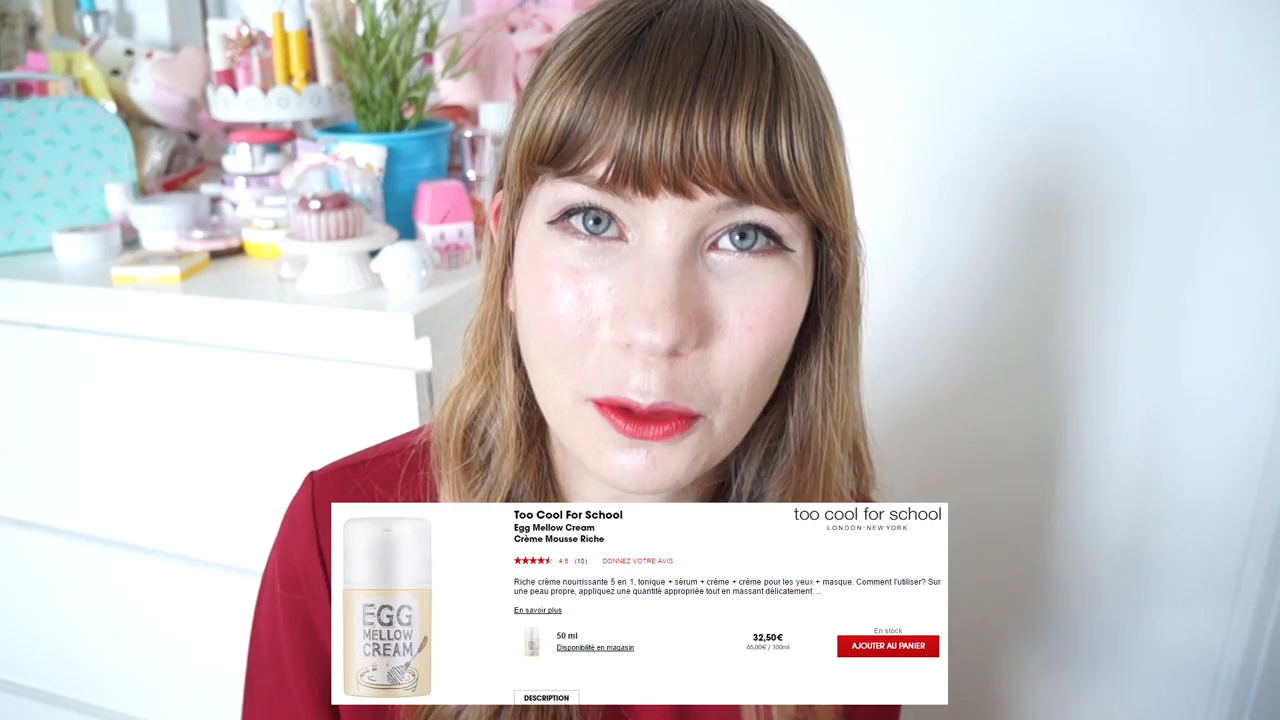 Too Cool For School
Egg Mellow Cream
Crème Mousse Riche
too cool for school
LONDON·NEW YORK
4.5 (10) DONNEZ VOTRE AVIS
Riche crème nourrissante 5 en 1, tonique + sérum + crème + crème pour les yeux + masque. Comment l'utiliser? Sur
une peau propre, appliquez une quantité appropriée tout en massant délicatement. ...
En savoir plus
EGG
MELLOW
CREAM
50 ml
Disponibilité en magasin
32,50€
65,00€ / 100ml
En stock
AJOUTER AU PANIER
DESCRIPTION